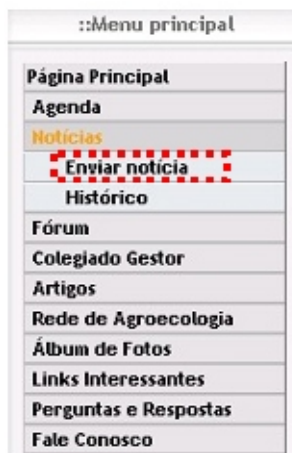 ::Menu principal
Página Principal
Agenda
Notícias
Enviar notícia
Histórico
Fórum
Colegiado Gestor
Artigos
Rede de Agroecologia
Álbum de Fotos
Links Interessantes
Perguntas e Respostas
Fale Conosco